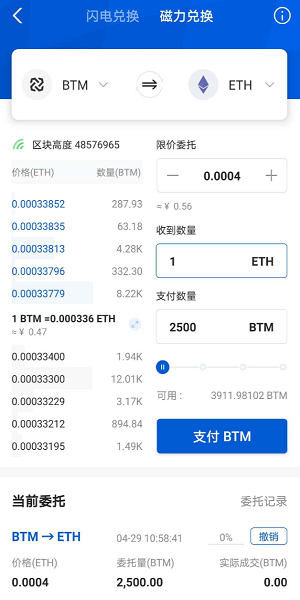 闪电兑换 磁力兑换
BTM ETH
区块高度 48576965
价格(ETH) 数量(BTM)
0.00033852 287.93
0.00033835 63.18
0.00033813 4.28K
0.00033796 332.30
0.00033779 8.22K
1 BTM =0.000336 ETH
≈ ¥ 0.47
0.00033400 1.94K
0.00033300 12.01K
0.00033229 3.17K
0.00033212 894.84
0.00033195 1.49K
限价委托
0.0004
≈ ¥ 0.56
收到数量
1 ETH
支付数量
2500 BTM
可用： 3911.98102 BTM
支付 BTM
当前委托 委托记录
BTM → ETH 04-29 10:58:41 0% 撤销
价格(ETH) 委托量(BTM) 实际成交(BTM)
0.0004 2,500.00 0.00